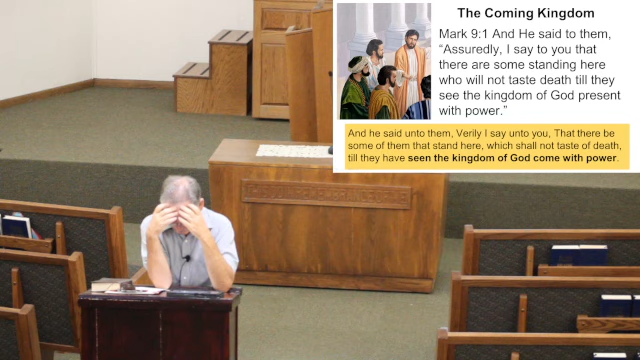 The Coming Kingdom
Mark 9:1 And He said to them,
“Assuredly, I say to you that
there are some standing here
who will not taste death till they
see the kingdom of God present
with power.”
And he said unto them, Verily I say unto you, That there be
some of them that stand here, which shall not taste of death,
till they have seen the kingdom of God come with power.